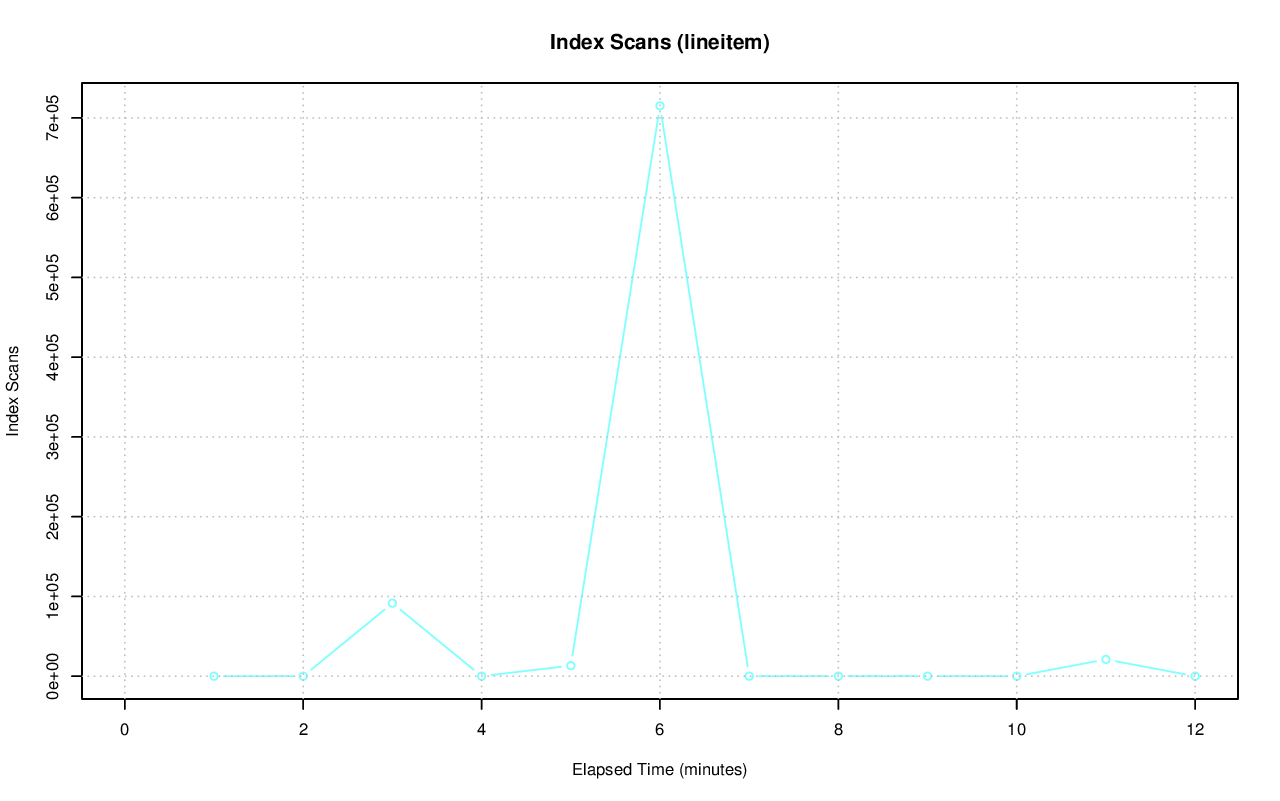 Index Scans (lineitem)
Index Scans
7e+05
6e+05
5e+05
4e+05
3e+05
2e+05
1e+05
0e+00
0 2 4 6 8 10 12
Elapsed Time (minutes)